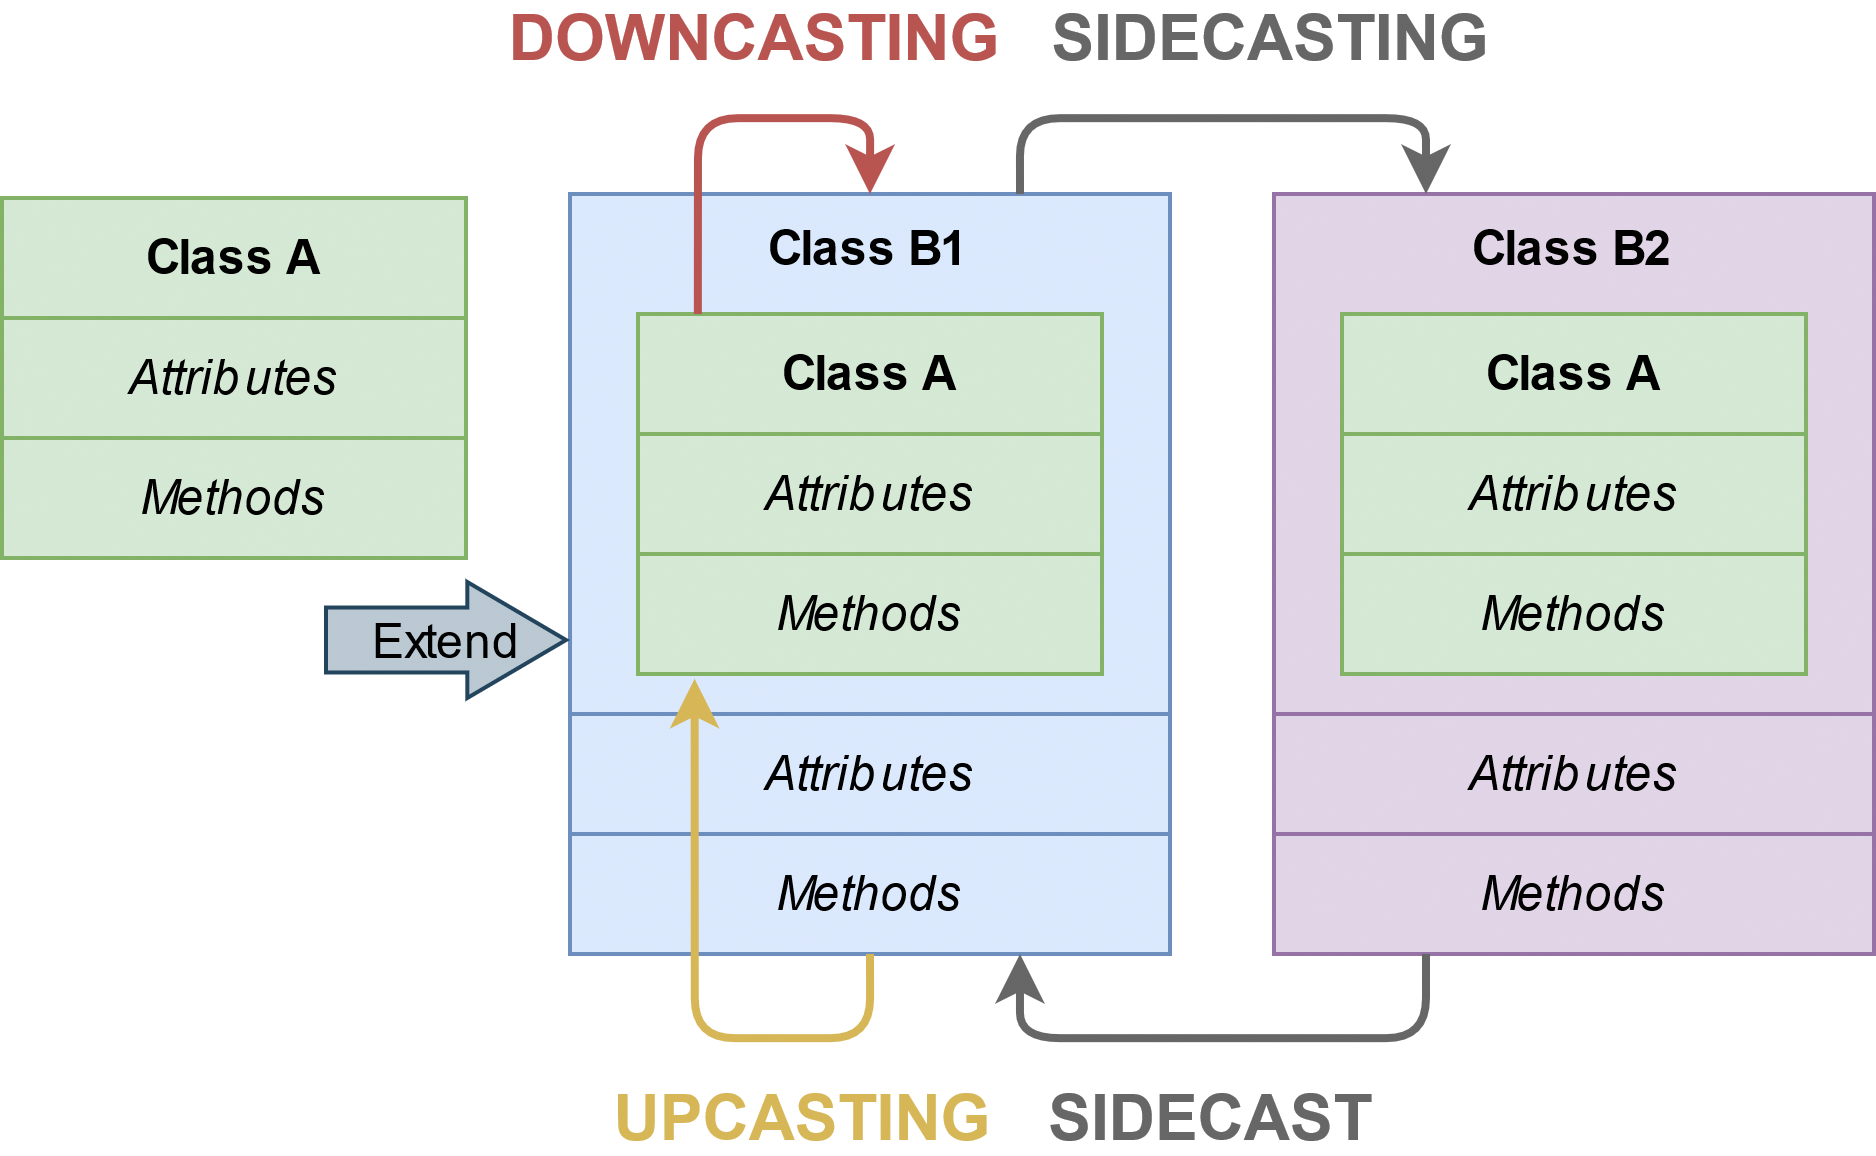 DOWNCASTING SIDECASTING
Class A
Attributes
Methods
Extend
Class B1
Class A
Attributes
Methods
Attributes
Methods
Class B2
Class A
Attributes
Methods
Attributes
Methods
UPCASTING SIDECAST